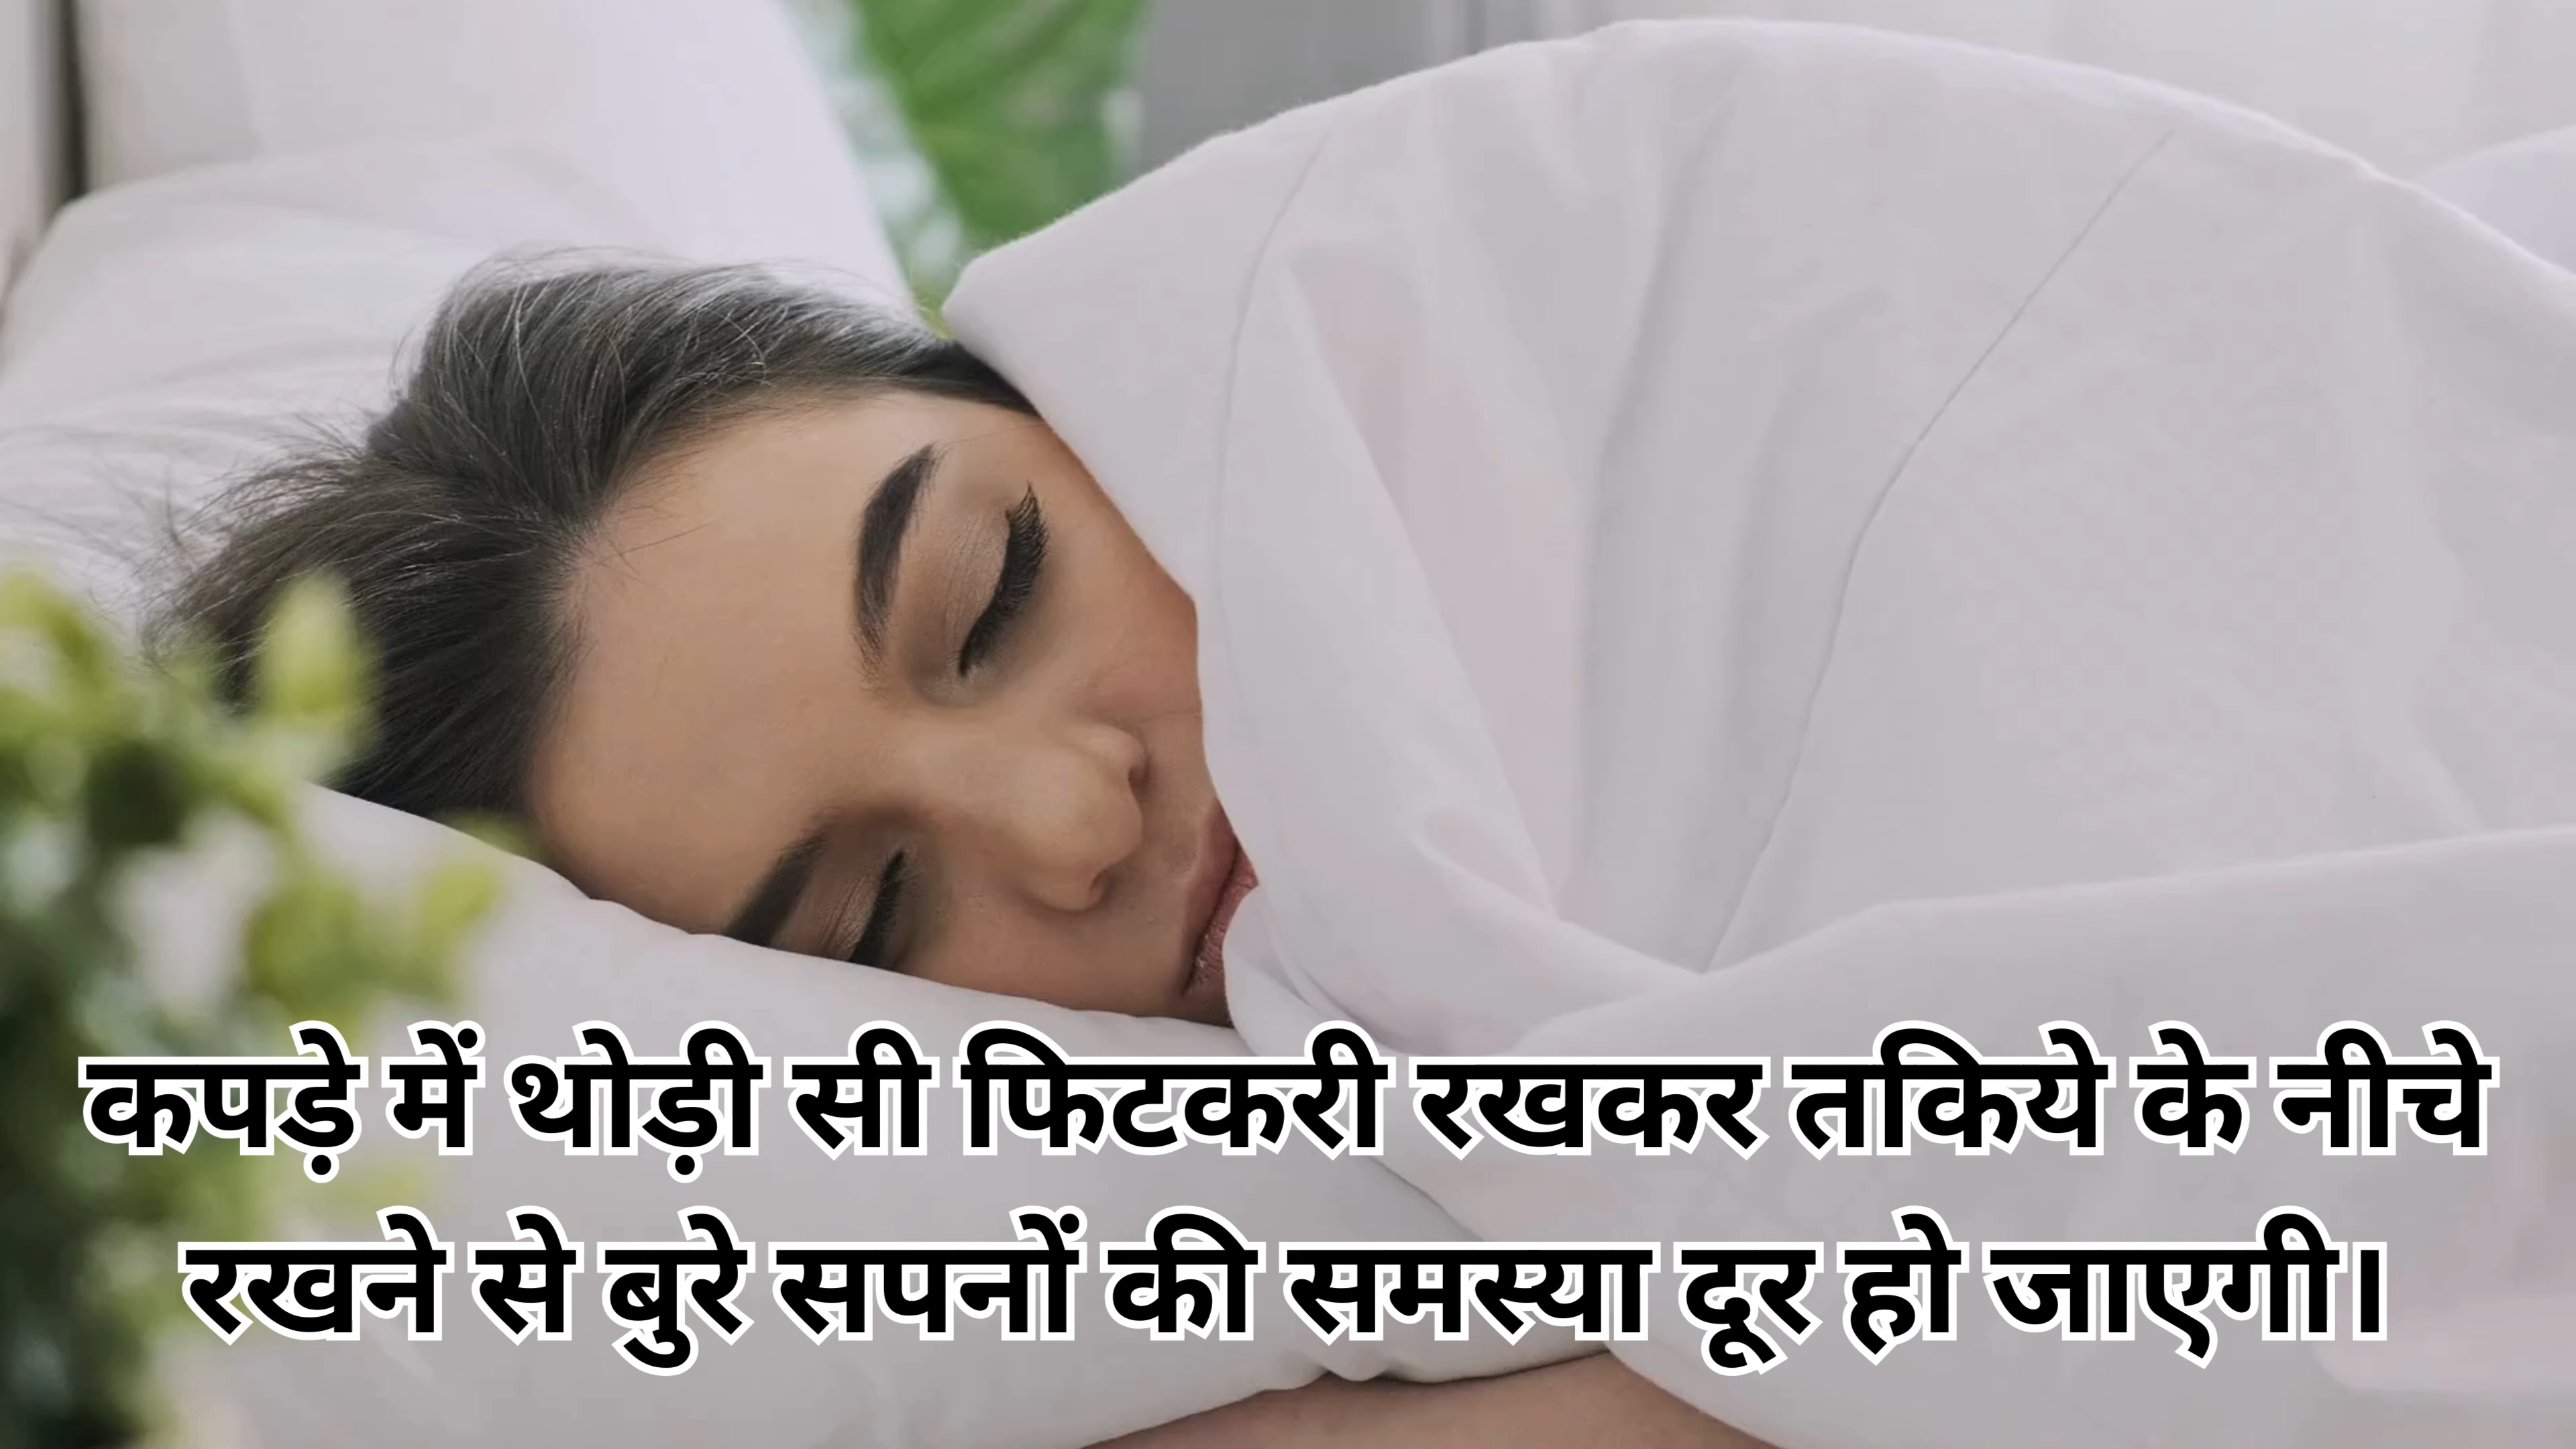 कपड़े में थोड़ी सी फिटकरी रखकर तकिये के नीचे
रखने से बुरे सपनों की समस्या दूर हो जाएगी।